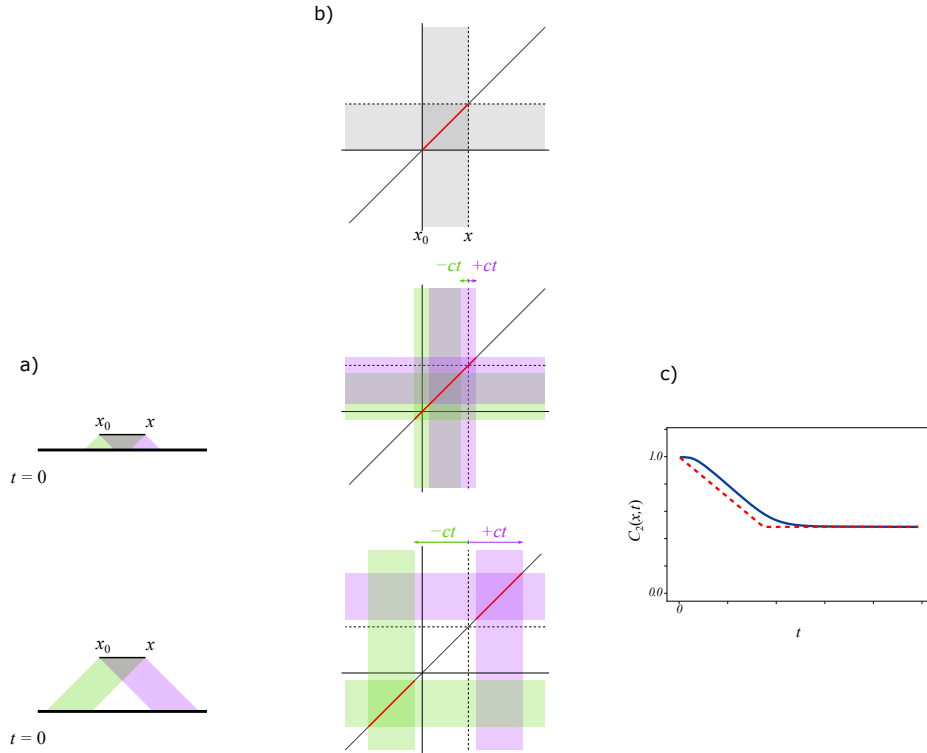 a)
x₀ x
t = 0
x₀ x
t = 0
b)
x₀ x
−ct +ct
−ct +ct
c)
C₂(x,t)
1.0
0.0
0
t